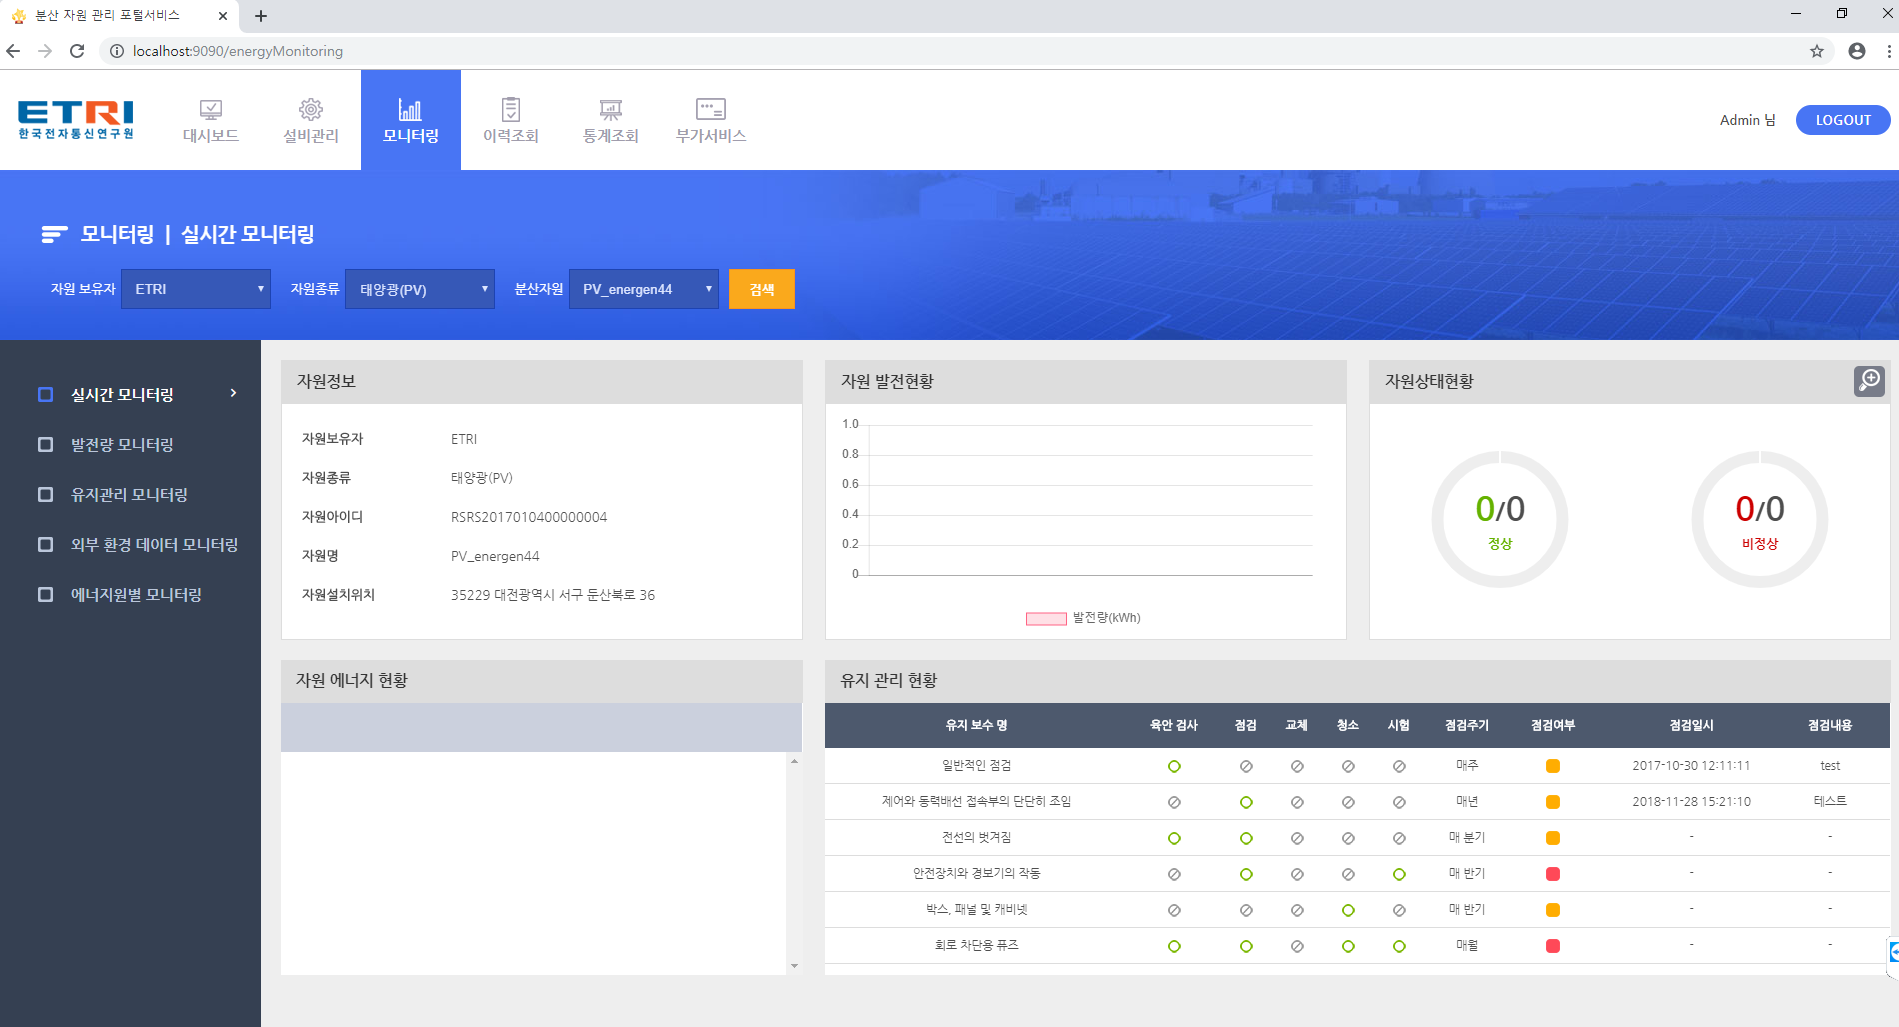 분산 자원 관리 포털서비스
localhost:9090/energyMonitoring
ETRI
한국전자통신연구원
대시보드
설비관리
모니터링
이력조회
통계조회
부가서비스
Admin 님
LOGOUT
모니터링 | 실시간 모니터링
자원 보유자 ETRI 자원종류 태양광(PV) 분산자원 PV_energen44 검색
실시간 모니터링
발전량 모니터링
유지관리 모니터링
외부 환경 데이터 모니터링
에너지원별 모니터링
자원정보
자원보유자 ETRI
자원종류 태양광(PV)
자원아이디 RSRS2017010400000004
자원명 PV_energen44
자원설치위치 35229 대전광역시 서구 둔산북로 36
자원 발전현황
1.0
0.8
0.6
0.4
0.2
0
발전량(kWh)
자원상태현황
0/0
정상
0/0
비정상
자원 에너지 현황
유지 관리 현황
유지 보수 명 육안 검사 점검 교체 청소 시험 점검주기 점검여부 점검일시 점검내용
일반적인 점검 매주 2017-10-30 12:11:11 test
제어와 동력배선 접속부의 단단히 조임 매년 2018-11-28 15:21:10 테스트
전선의 벗겨짐 매 분기 - -
안전장치와 경보기의 작동 매 반기 - -
박스, 패널 및 캐비넷 매 반기 - -
회로 차단용 퓨즈 매월 - -